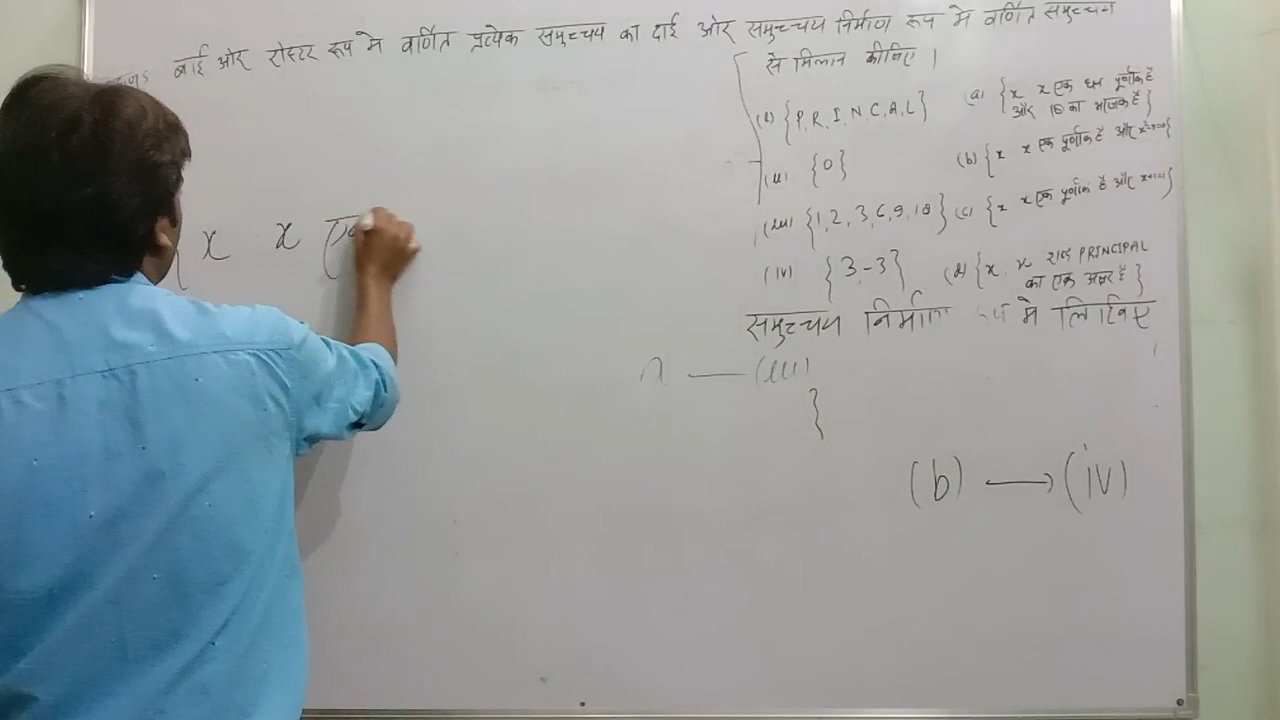 बाई ओर रोस्टर रूप मे वर्णित प्रत्येक समुच्चय का दाई ओर समुच्चय निर्माण रूप मे वर्णित समुच्चय
से मिलान कीजिए।
(i) {P, R, I, N, C, A, L} (a) {x x एक धन पूर्णांक है
और 18 का भाजक है}
(ii) {0} (b) {x x एक पूर्णांक है और x²-9=0}
(iii) {1, 2, 3, 6, 9, 18} (c) {x x एक पूर्णांक है और x+1=1}
(iv) {3, -3} (d) {x, x शब्द PRINCIPAL
का एक अक्षर है}
समुच्चय निर्माण मे लिखिए
{ x x ए
(iii)
}
(b) → (iv)